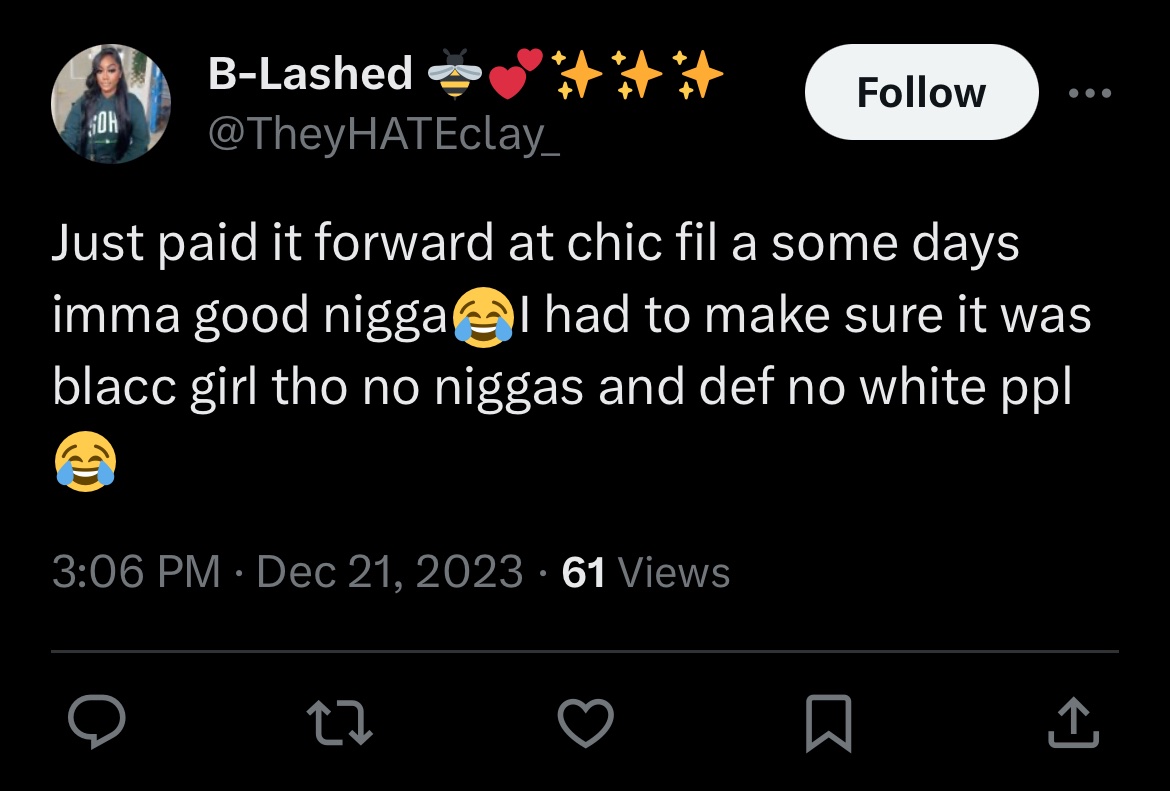 B-Lashed 🐝💕✨✨✨
@TheyHATEclay_
Follow
SOH
Just paid it forward at chic fil a some days
imma good nigga😂I had to make sure it was
blacc girl tho no niggas and def no white ppl
😂
3:06 PM · Dec 21, 2023 · 61 Views